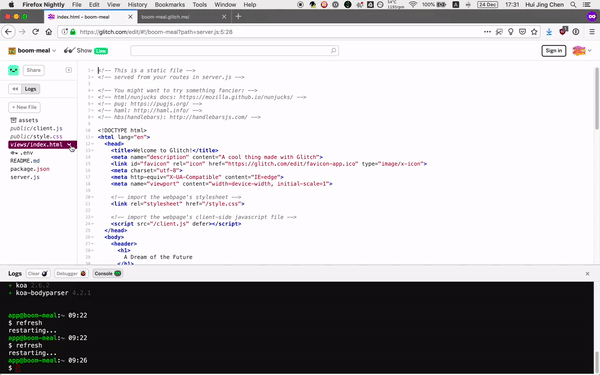 Firefox Nightly File Edit View History Bookmarks Tools Window Help
100%
24 Dec
17:31
Hui Jing Chen
index.html – boom-meal
boom-meal.glitch.me/
https://glitch.com/edit/#!/boom-meal?path=server.js:5:26
boom-meal
Show
Live
Sign in
Share
Logs
+ New File
assets
public/client.js
public/style.css
views/index.html
.env
README.md
package.json
server.js
1 <!-- This is a static file -->
2 <!-- served from your routes in server.js -->
3
4 <!-- You might want to try something fancier: -->
5 <!-- html/nunjucks docs: https://mozilla.github.io/nunjucks/ -->
6 <!-- pug: https://pugjs.org/ -->
7 <!-- haml: http://haml.info/ -->
8 <!-- hbs(handlebars): http://handlebarsjs.com/ -->
9
10 <!DOCTYPE html>
11 <html lang="en">
12 <head>
13 <title>Welcome to Glitch!</title>
14 <meta name="description" content="A cool thing made with Glitch">
15 <link id="favicon" rel="icon" href="https://glitch.com/edit/favicon-app.ico" type="image/x-icon">
16 <meta charset="utf-8">
17 <meta http-equiv="X-UA-Compatible" content="IE=edge">
18 <meta name="viewport" content="width=device-width, initial-scale=1">
19
20 <!-- import the webpage's stylesheet -->
21 <link rel="stylesheet" href="/style.css">
22
23 <!-- import the webpage's client-side javascript file -->
24 <script src="/client.js" defer></script>
25 </head>
26 <body>
27 <header>
28 <h1>
29 A Dream of the Future
30 </h1>
Logs
Clear
Debugger
Console
+ koa 2.6.2
+ koa-bodyparser 4.2.1
app@boom-meal:~ 09:22
$ refresh
restarting...
app@boom-meal:~ 09:22
$ refresh
restarting...
app@boom-meal:~ 09:26
$